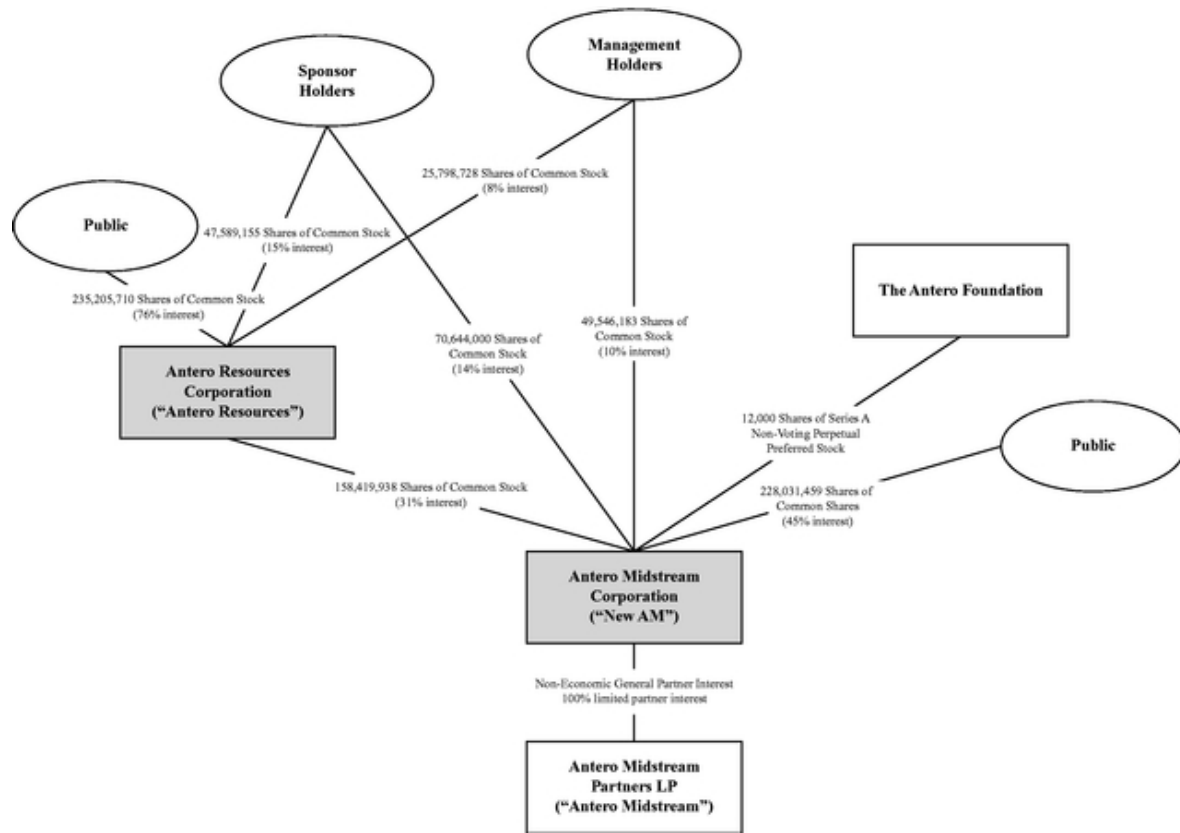 Management
Holders
Sponsor
Holders
25,798,728 Shares of Common Stock
(8% interest)
Public
47,589,155 Shares of Common Stock
(15% interest)
235,205,710 Shares of Common Stock
(76% interest)
The Antero Foundation
70,644,000 Shares of
Common Stock
(14% interest)
49,546,183 Shares of
Common Stock
(10% interest)
Antero Resources
Corporation
(“Antero Resources”)
12,000 Shares of Series A
Non-Voting Perpetual
Preferred Stock
Public
158,419,938 Shares of Common Stock
(31% interest)
228,031,459 Shares of
Common Shares
(45% interest)
Antero Midstream
Corporation
(“New AM”)
Non-Economic General Partner Interest
100% limited partner interest
Antero Midstream
Partners LP
(“Antero Midstream”)